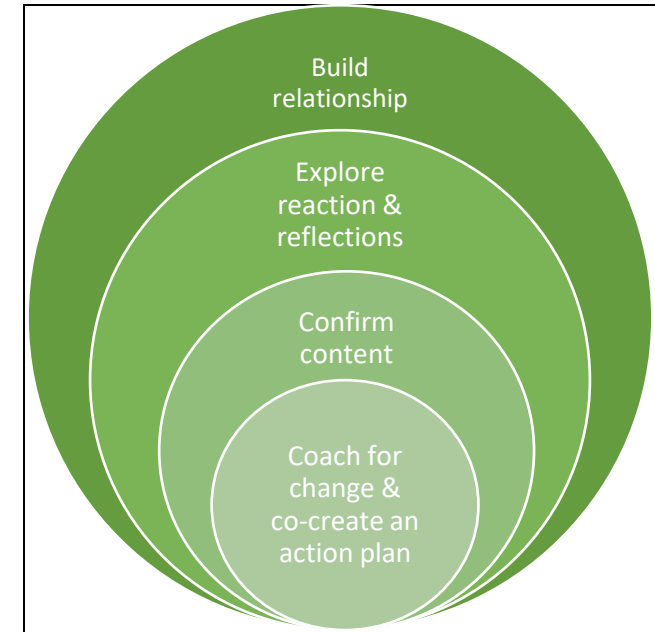 Build
relationship
Explore
reaction &
reflections
Confirm
content
Coach for
change &
co-create an
action plan